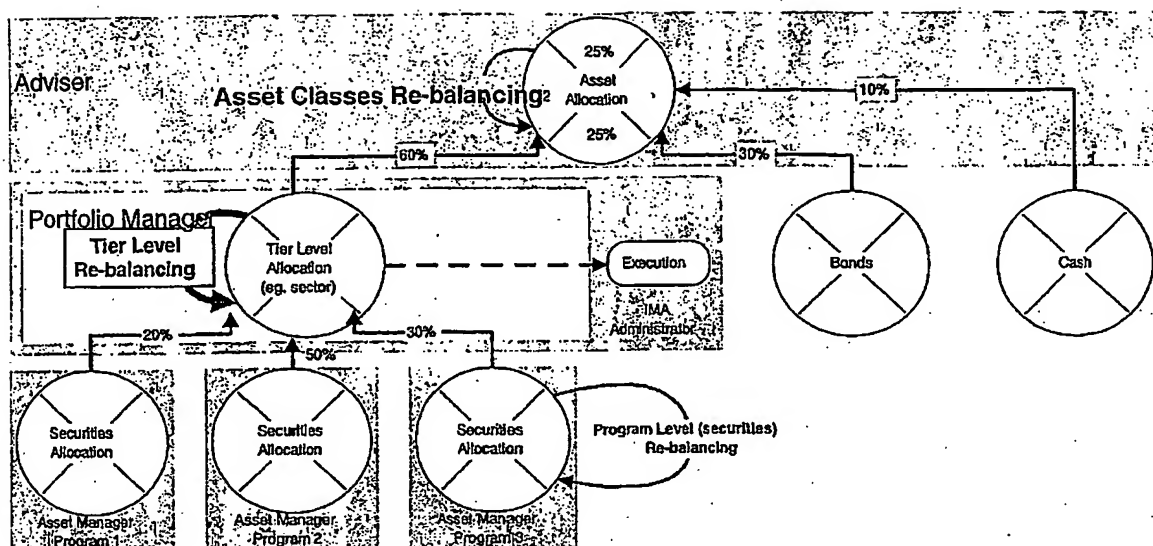 Adviser
25%
Asset
Allocation
25%
Asset Classes Re-balancing2
10%
60%
30%
Portfolio Manager
Tier Level
Re-balancing
Tier Level
Allocation
(eg. sector)
Execution
IMA
Administrator
Bonds
Cash
20%
50%
30%
Securities
Allocation
Securities
Allocation
Securities
Allocation
Program Level (securities)
Re-balancing
Asset Manager
Program 1
Asset Manager
Program 2
Asset Manager
Program 3